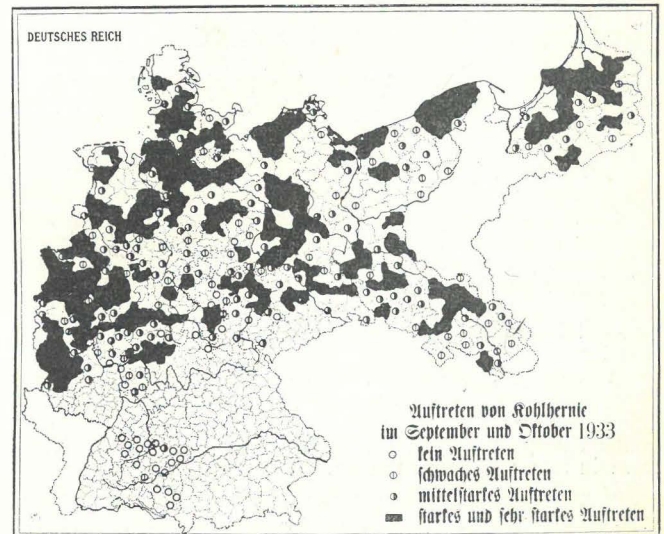 DEUTSCHES REICH
Auftreten von Kohlhernie
im September und Oktober 1933
kein Auftreten
schwaches Auftreten
mittelstarkes Auftreten
starkes und sehr starkes Auftreten